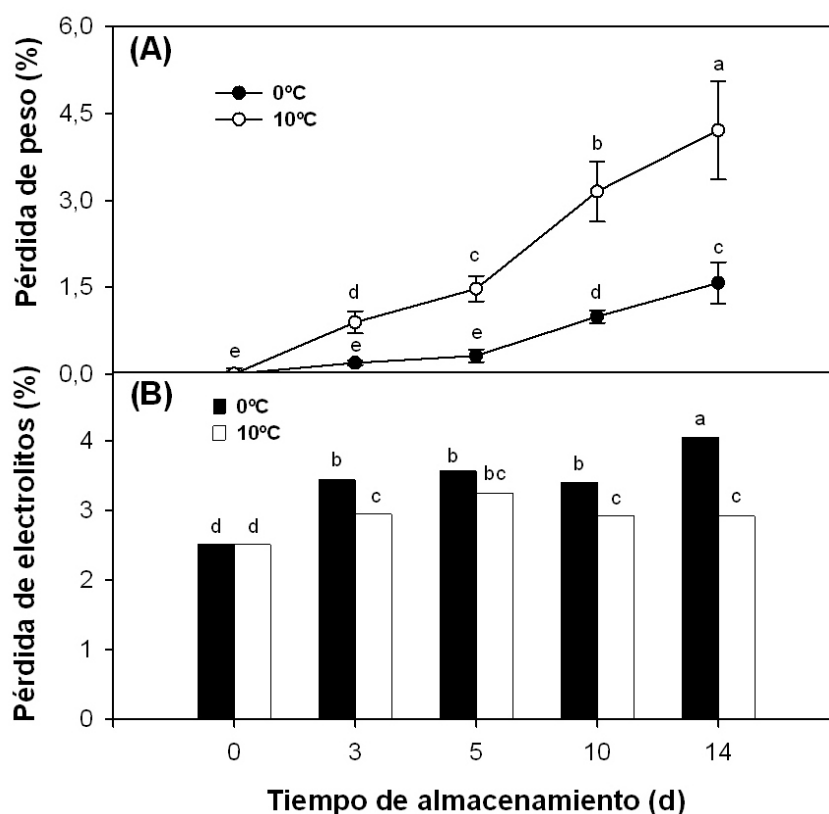 6,0
(A)
0ºC
10ºC
a
4,5
b
Pérdida de peso (%)
3,0
c
c
1,5
d
d
e
e
e
0,0
(B)
0ºC
10ºC
a
4
b
b
bc
b
c
c
c
Pérdida de electrolitos (%)
3
d d
2
1
0
0 3 5 10 14
Tiempo de almacenamiento (d)